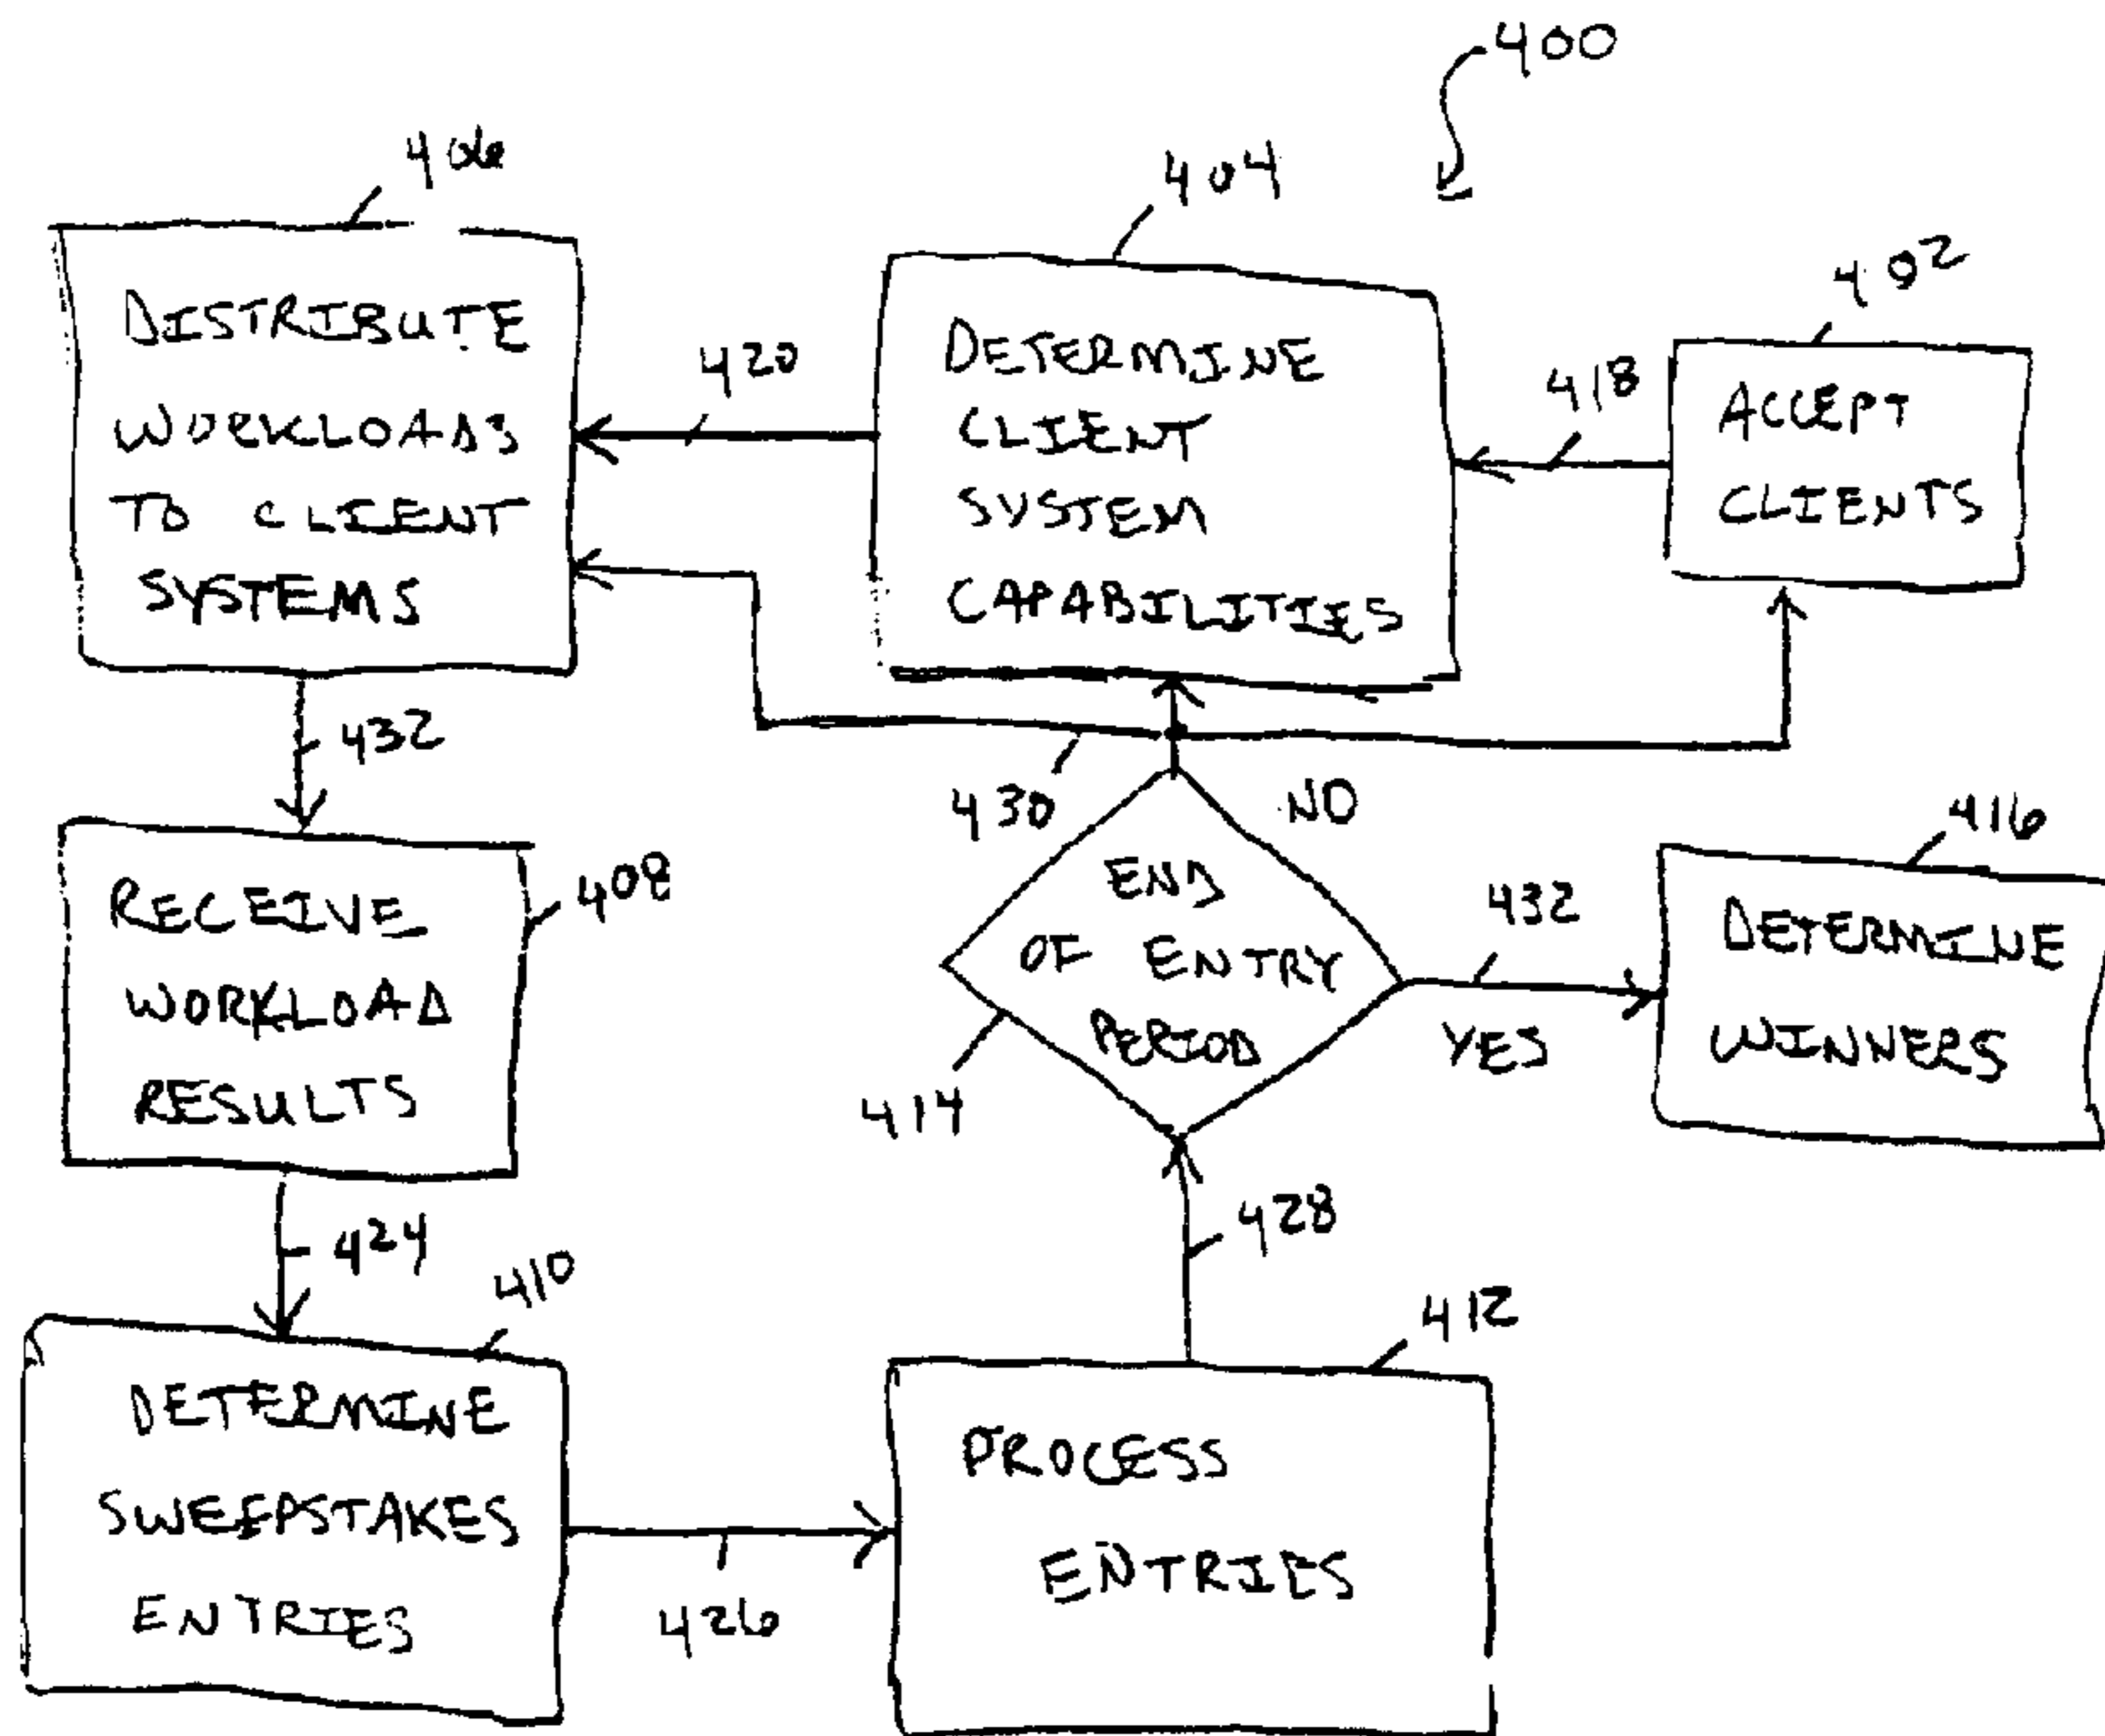 400
406
DISTRIBUTE
WORKLOADS
TO CLIENT
SYSTEMS
420
404
DETERMINE
CLIENT
SYSTEM
CAPABILITIES
418
402
ACCEPT
CLIENTS
432
RECEIVE
WORKLOAD
RESULTS
408
430
NO
END
OF ENTRY
PERIOD
414
432
YES
416
DETERMINE
WINNERS
424
410
DETERMINE
SWEEPSTAKES
ENTRIES
426
428
412
PROCESS
ENTRIES